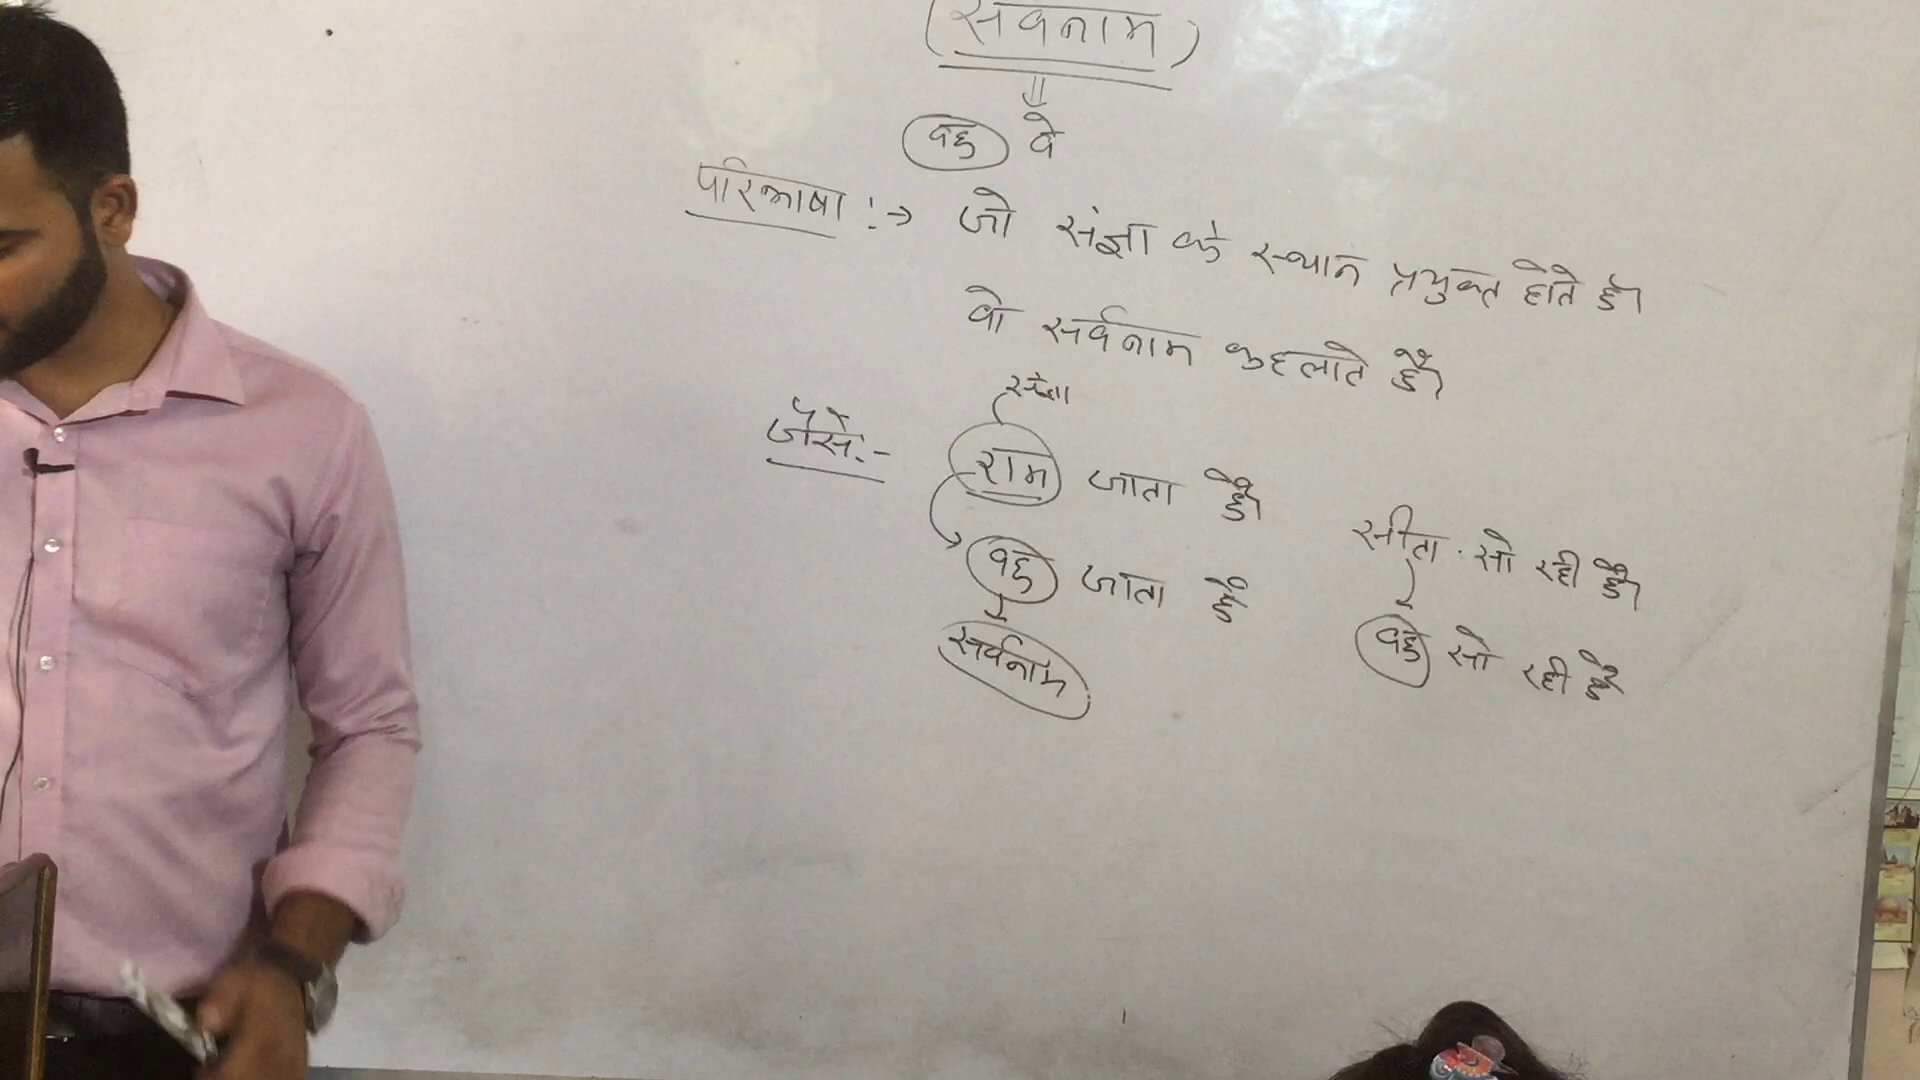 (सर्वनाम)
वह वे
परिभाषा :→ जो संज्ञा के स्थान प्रयुक्त होते हैं।
वो सर्वनाम कहलाते हैं।
संज्ञा
जैसे:- राम जाता है।
वह जाता है
सर्वनाम
सीता सो रही है।
वह सो रही है